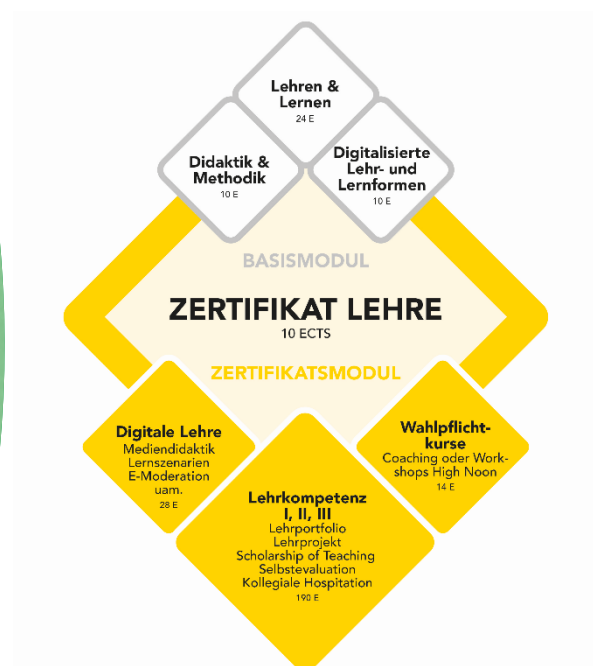 Lehren &
Lernen
24 E
Didaktik &
Methodik
10 E
Digitalisierte
Lehr- und
Lernformen
10 E
BASISMODUL
ZERTIFIKAT LEHRE
10 ECTS
ZERTIFIKATSMODUL
Digitale Lehre
Mediendidaktik
Lernszenarien
E-Moderation
uam.
28 E
Wahlpflicht-
kurse
Coaching oder Work-
shops High Noon
14 E
Lehrkompetenz
I, II, III
Lehrportfolio
Lehrprojekt
Scholarship of Teaching
Selbstevaluation
Kollegiale Hospitation
190 E